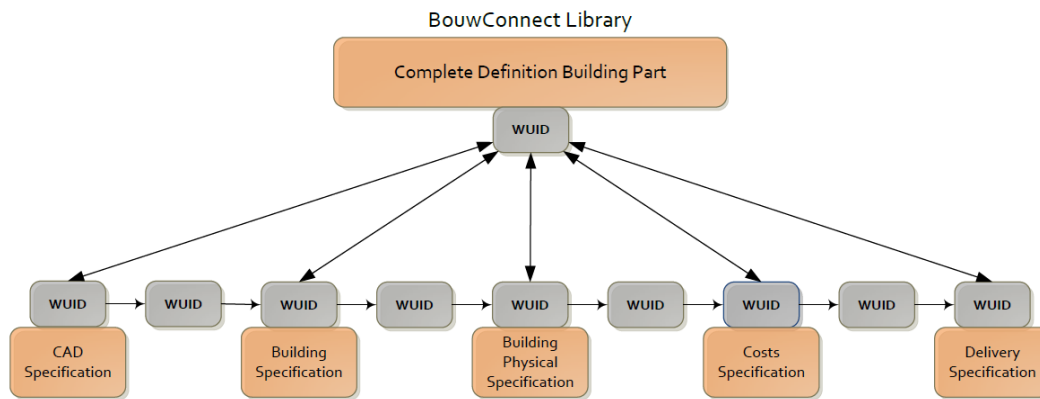 BouwConnect Library
Complete Definition Building Part
WUID
WUID
WUID
WUID
WUID
WUID
WUID
WUID
WUID
WUID
CAD
Specification
Building
Specification
Building
Physical
Specification
Costs
Specification
Delivery
Specification